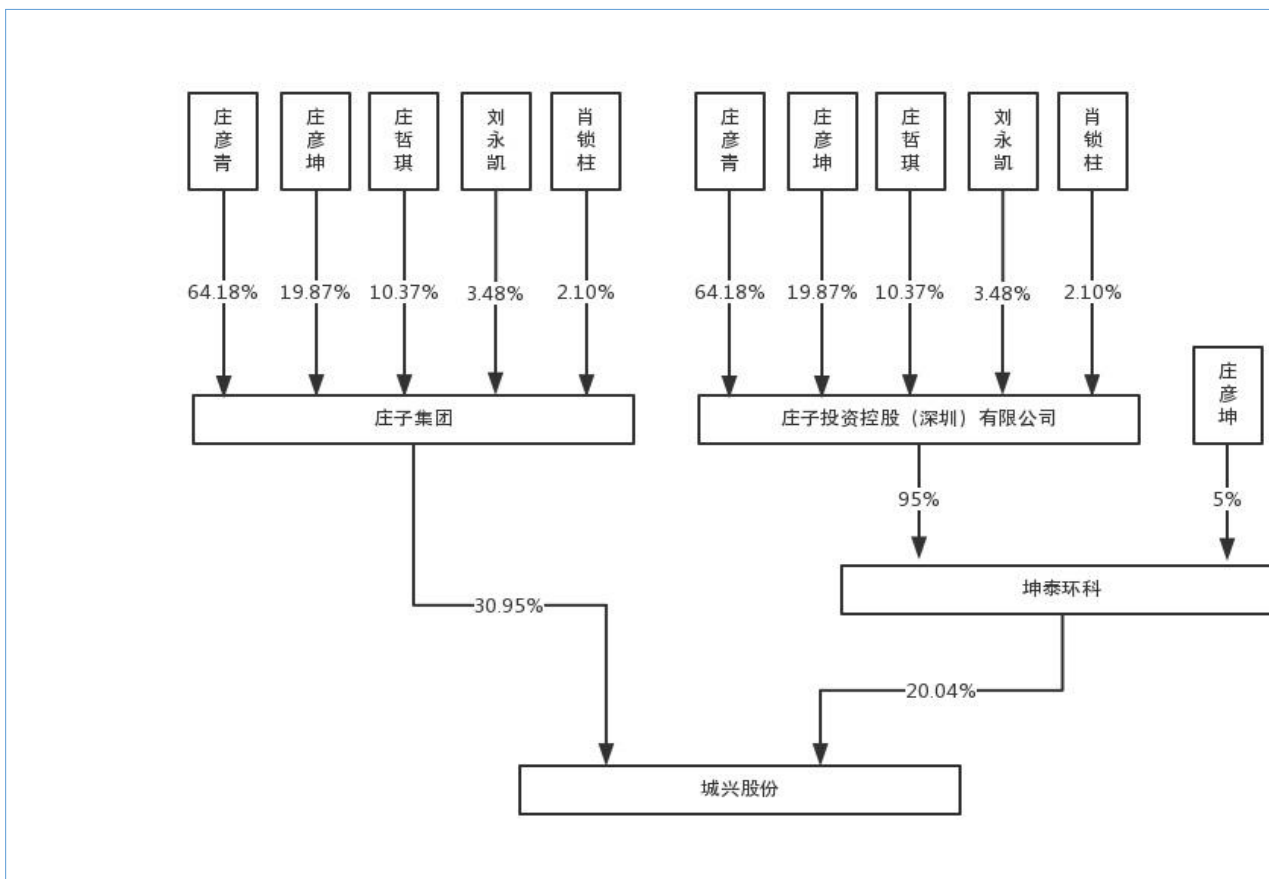 庄彦青
庄彦坤
庄哲琪
刘永凯
肖锁柱
庄彦青
庄彦坤
庄哲琪
刘永凯
肖锁柱
64.18%
19.87%
10.37%
3.48%
2.10%
64.18%
19.87%
10.37%
3.48%
2.10%
庄彦坤
庄子集团
庄子投资控股（深圳）有限公司
95%
5%
坤泰环科
30.95%
20.04%
城兴股份